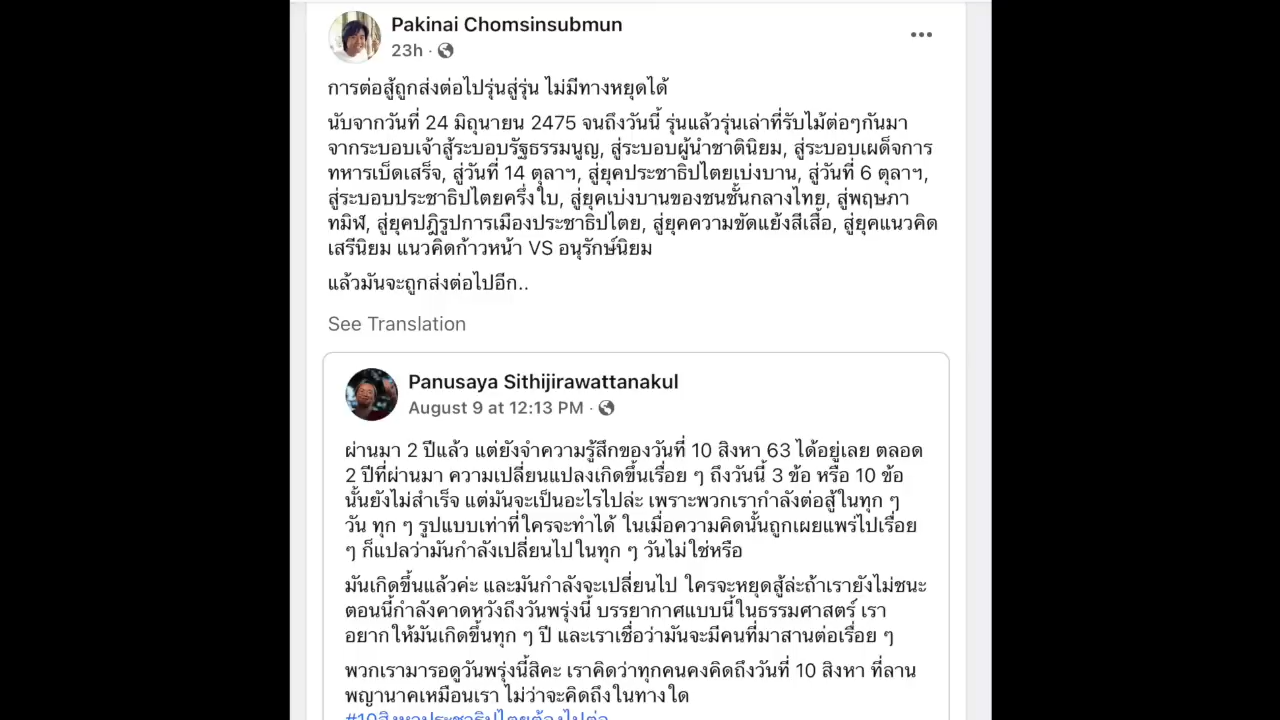 Pakinai Chomsinsubmun
23h ·
การต่อสู้ถูกส่งต่อไปรุ่นสู่รุ่น ไม่มีทางหยุดได้
นับจากวันที่ 24 มิถุนายน 2475 จนถึงวันนี้ รุ่นแล้วรุ่นเล่าที่รับไม้ต่อๆกันมา
จากระบอบเจ้าสู้ระบอบรัฐธรรมนูญ, สู่ระบอบผู้นำชาตินิยม, สู่ระบอบเผด็จการ
ทหารเบ็ดเสร็จ, สู่วันที่ 14 ตุลาฯ, สู่ยุคประชาธิปไตยเบ่งบาน, สู่วันที่ 6 ตุลาฯ,
สู่ระบอบประชาธิปไตยครึ่งใบ, สู่ยุคเบ่งบานของชนชั้นกลางไทย, สู่พฤษภา
ทมิฬ, สู่ยุคปฎิรูปการเมืองประชาธิปไตย, สู่ยุคความขัดแย้งสีเสื้อ, สู่ยุคแนวคิด
เสรีนิยม แนวคิดก้าวหน้า VS อนุรักษ์นิยม
แล้วมันจะถูกส่งต่อไปอีก..
See Translation
Panusaya Sithijirawattanakul
August 9 at 12:13 PM ·
ผ่านมา 2 ปีแล้ว แต่ยังจำความรู้สึกของวันที่ 10 สิงหา 63 ได้อยู่เลย ตลอด
2 ปีที่ผ่านมา ความเปลี่ยนแปลงเกิดขึ้นเรื่อย ๆ ถึงวันนี้ 3 ข้อ หรือ 10 ข้อ
นั้นยังไม่สำเร็จ แต่มันจะเป็นอะไรไปล่ะ เพราะพวกเรากำลังต่อสู้ในทุก ๆ
วัน ทุก ๆ รูปแบบเท่าที่ใครจะทำได้ ในเมื่อความคิดนั้นถูกเผยแพร่ไปเรื่อย
ๆ ก็แปลว่ามันกำลังเปลี่ยนไปในทุก ๆ วันไม่ใช่หรือ
มันเกิดขึ้นแล้วค่ะ และมันกำลังจะเปลี่ยนไป ใครจะหยุดสู้ล่ะถ้าเรายังไม่ชนะ
ตอนนี้กำลังคาดหวังถึงวันพรุ่งนี้ บรรยากาศแบบนี้ในธรรมศาสตร์ เรา
อยากให้มันเกิดขึ้นทุก ๆ ปี และเราเชื่อว่ามันจะมีคนที่มาสานต่อเรื่อย ๆ
พวกเรามารอดูวันพรุ่งนี้สิคะ เราคิดว่าทุกคนคงคิดถึงวันที่ 10 สิงหา ที่ลาน
พญานาคเหมือนเรา ไม่ว่าจะคิดถึงในทางใด
#10สิงหาประชาธิปไตยต้องไปต่อ